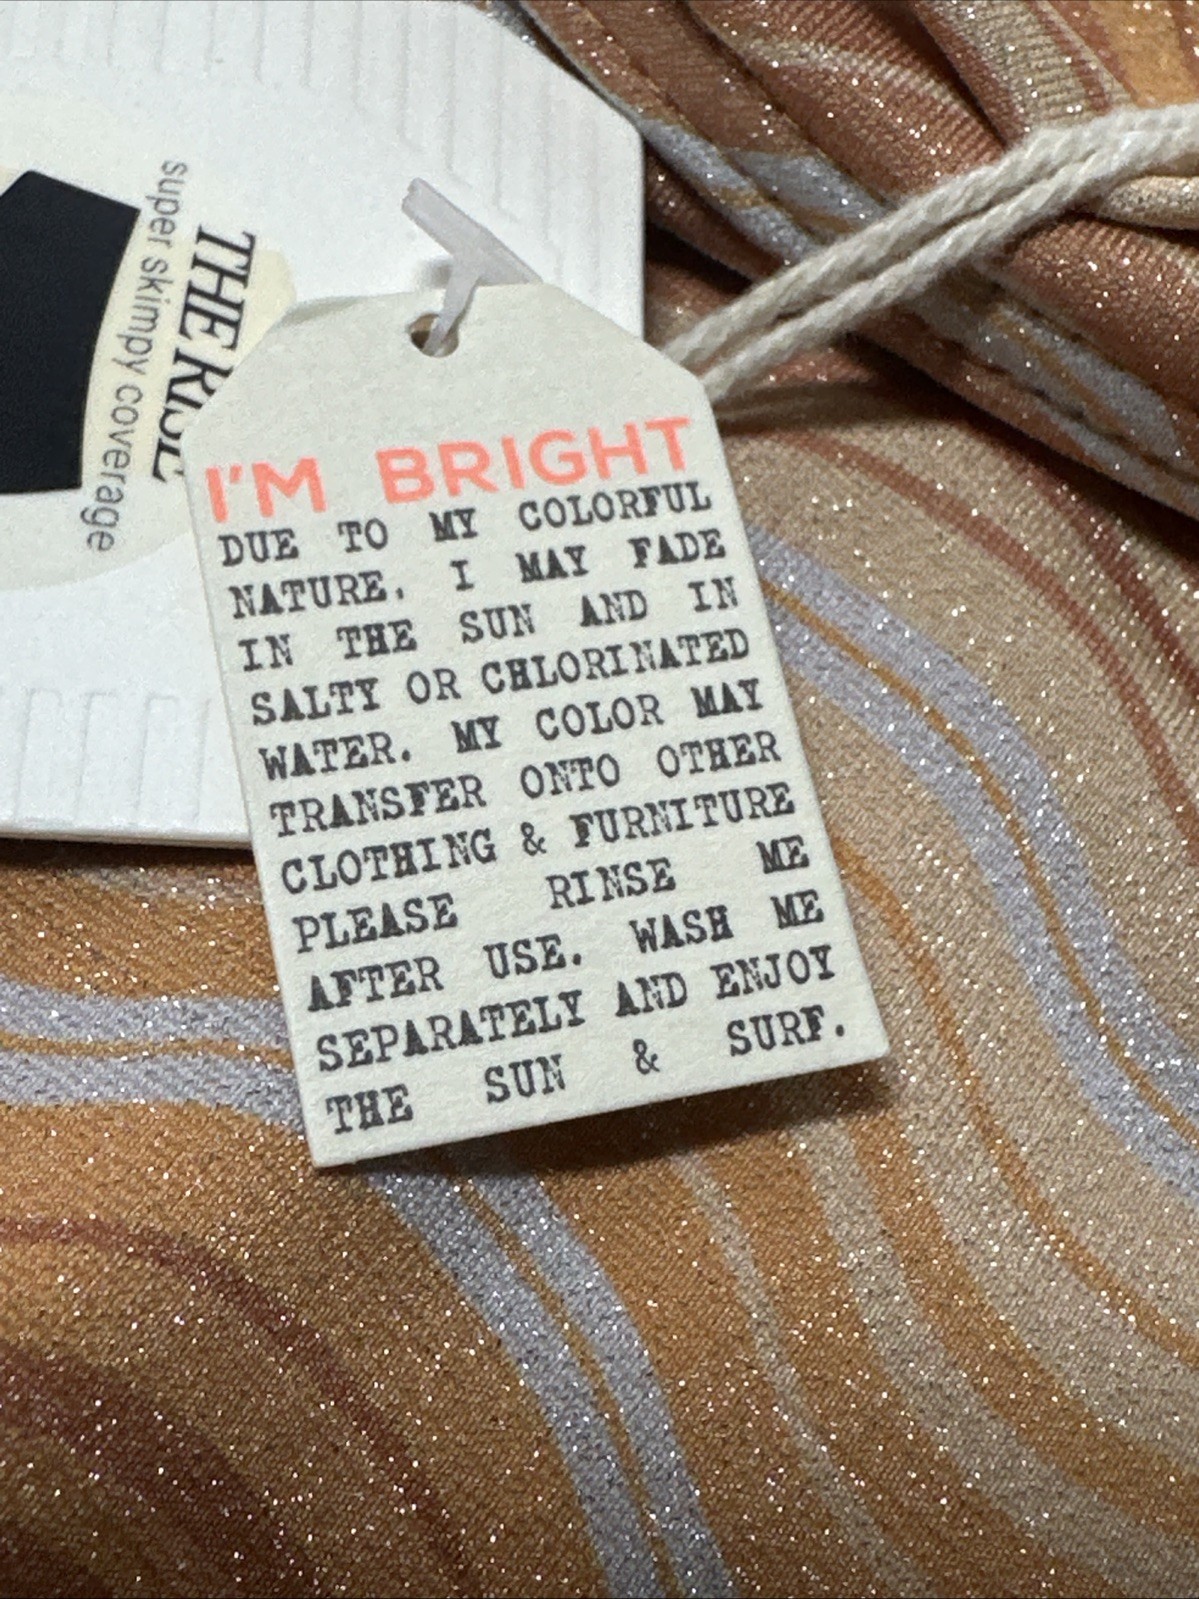 THE RISE
super skimpy coverage
I'M BRIGHT
DUE TO MY COLORFUL
NATURE, I MAY FADE
IN THE SUN AND IN
SALTY OR CHLORINATED
WATER. MY COLOR MAY
TRANSFER ONTO OTHER
CLOTHING & FURNITURE
PLEASE RINSE ME
AFTER USE. WASH ME
SEPARATELY AND ENJOY
THE SUN & SURF.